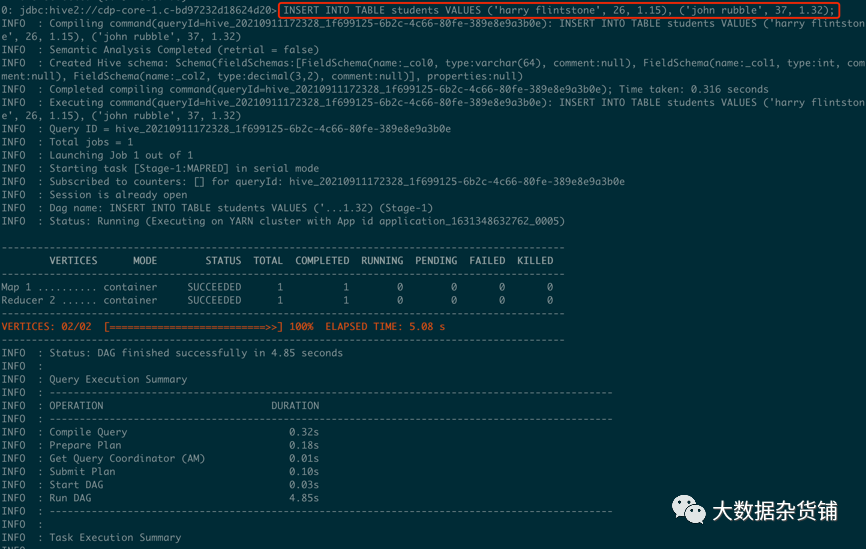 0: jdbc:hive2://cdp-core-1.c-bd97232d18624d20> INSERT INTO TABLE students VALUES ('harry flintstone', 26, 1.15), ('john rubble', 37, 1.32);
INFO  : Compiling command(queryId=hive_20210911172328_1f699125-6b2c-4c66-80fe-389e8e9a3b0e): INSERT INTO TABLE students VALUES ('harry flintston
e', 26, 1.15), ('john rubble', 37, 1.32)
INFO  : Semantic Analysis Completed (retrial = false)
INFO  : Created Hive schema: Schema(fieldSchemas:[FieldSchema(name:_col0, type:varchar(64), comment:null), FieldSchema(name:_col1, type:int, com
ment:null), FieldSchema(name:_col2, type:decimal(3,2), comment:null)], properties:null)
INFO  : Completed compiling command(queryId=hive_20210911172328_1f699125-6b2c-4c66-80fe-389e8e9a3b0e); Time taken: 0.316 seconds
INFO  : Executing command(queryId=hive_20210911172328_1f699125-6b2c-4c66-80fe-389e8e9a3b0e): INSERT INTO TABLE students VALUES ('harry flintston
e', 26, 1.15), ('john rubble', 37, 1.32)
INFO  : Query ID = hive_20210911172328_1f699125-6b2c-4c66-80fe-389e8e9a3b0e
INFO  : Total jobs = 1
INFO  : Launching Job 1 out of 1
INFO  : Starting task [Stage-1:MAPRED] in serial mode
INFO  : Subscribed to counters: [] for queryId: hive_20210911172328_1f699125-6b2c-4c66-80fe-389e8e9a3b0e
INFO  : Session is already open
INFO  : Dag name: INSERT INTO TABLE students VALUES ('...1.32) (Stage-1)
INFO  : Status: Running (Executing on YARN cluster with App id application_1631348632762_0005)
----------------------------------------------------------------------------------------------
VERTICES MODE STATUS TOTAL COMPLETED RUNNING PENDING FAILED KILLED
----------------------------------------------------------------------------------------------
Map 1 .......... container SUCCEEDED 1 1 0 0 0 0
Reducer 2 ...... container SUCCEEDED 1 1 0 0 0 0
----------------------------------------------------------------------------------------------
VERTICES: 02/02 [==========================>>] 100% ELAPSED TIME: 5.08 s
----------------------------------------------------------------------------------------------
INFO  : Status: DAG finished successfully in 4.85 seconds
INFO  :
INFO  : Query Execution Summary
INFO  : ----------------------------------------------------------------------------------------------
INFO  : OPERATION DURATION
INFO  : ----------------------------------------------------------------------------------------------
INFO  : Compile Query 0.32s
INFO  : Prepare Plan 0.18s
INFO  : Get Query Coordinator (AM) 0.01s
INFO  : Submit Plan 0.10s
INFO  : Start DAG 0.03s
INFO  : Run DAG 4.85s
INFO  : ----------------------------------------------------------------------------------------------
INFO  :
INFO  : Task Execution Summary
大数据杂货铺